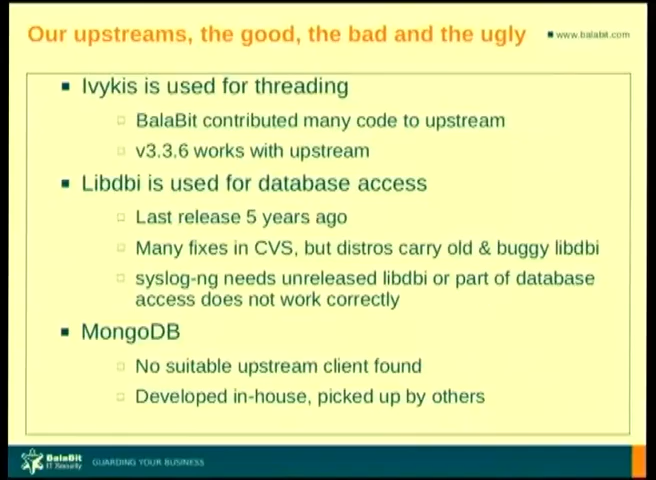 Our upstreams, the good, the bad and the ugly
www.balabit.com
Ivykis is used for threading
BalaBit contributed many code to upstream
v3.3.6 works with upstream
Libdbi is used for database access
Last release 5 years ago
Many fixes in CVS, but distros carry old & buggy libdbi
syslog-ng needs unreleased libdbi or part of database
access does not work correctly
MongoDB
No suitable upstream client found
Developed in-house, picked up by others
BalaBit
IT Security
GUARDING YOUR BUSINESS